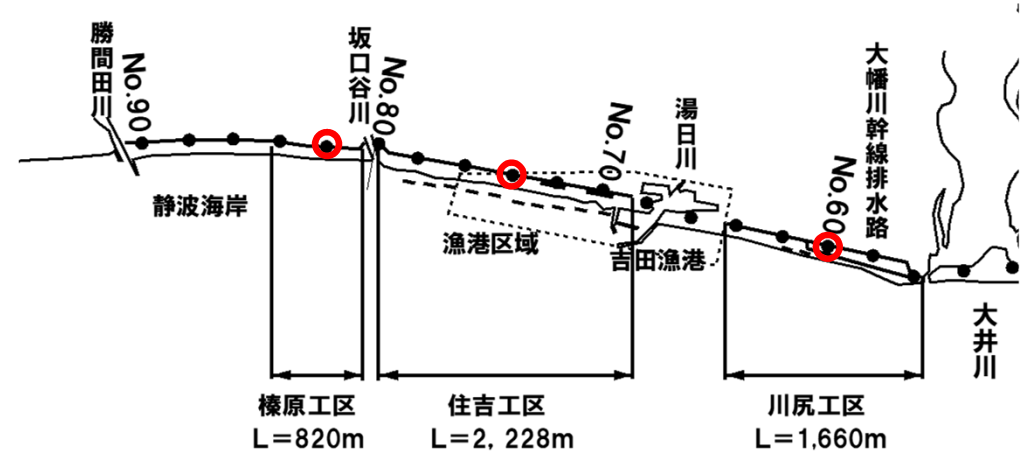 勝間田川
No.90
坂口谷川
No.80
No.70
湯日川
No.60
大幡川幹線排水路
静波海岸
漁港区域
吉田漁港
大井川
榛原工区
L=820m
住吉工区
L=2, 228m
川尻工区
L=1,660m